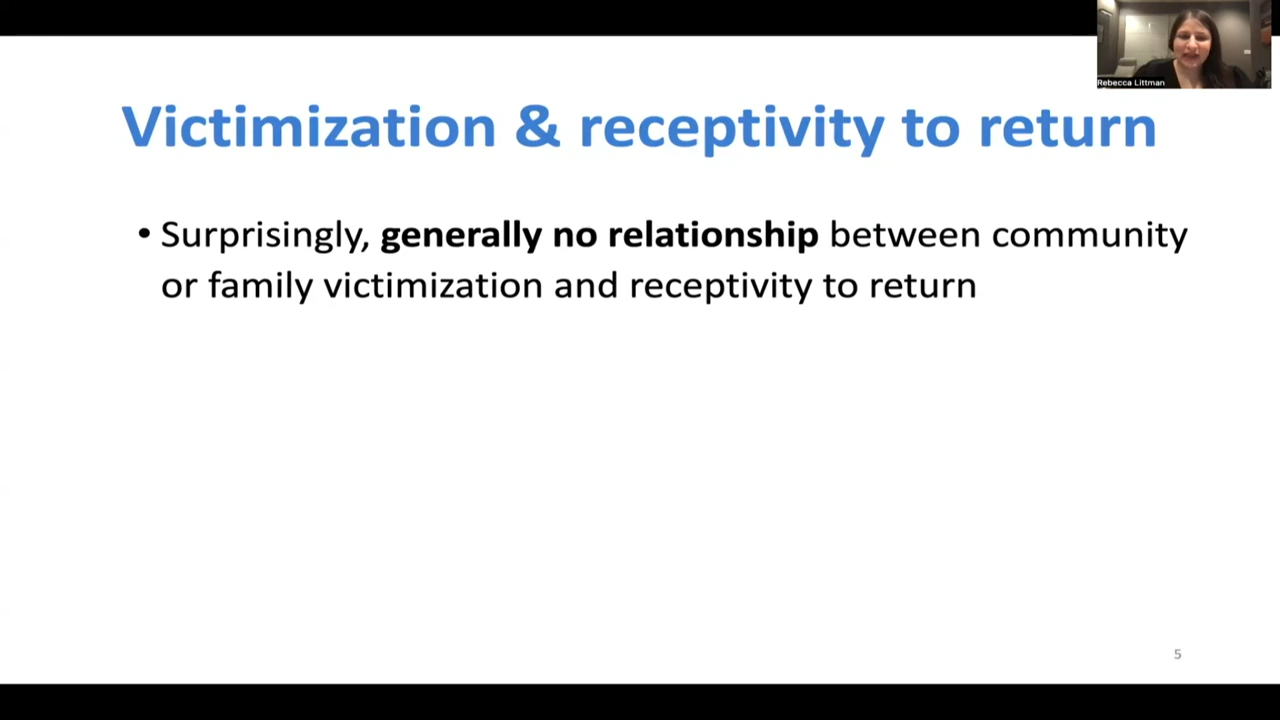 Rebecca Littman
Victimization & receptivity to return
• Surprisingly, generally no relationship between community
or family victimization and receptivity to return
5